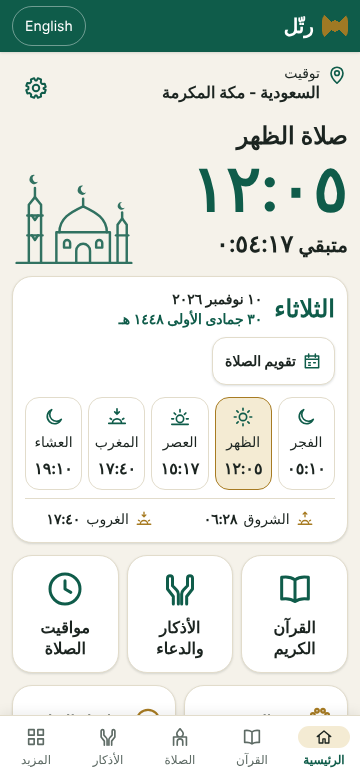 رتّل
English
توقيت
السعودية - مكة المكرمة
صلاة الظهر
١٢:٠٥
متبقي ٠:٥٤:١٧
الثلاثاء
١٠ نوفمبر ٢٠٢٦
٣٠ جمادى الأولى ١٤٤٨ هـ
تقويم الصلاة
الفجر
٠٥:١٠
الظهر
١٢:٠٥
العصر
١٥:١٧
المغرب
١٧:٤٠
العشاء
١٩:١٠
الشروق ٠٦:٢٨
الغروب ١٧:٤٠
القرآن
الكريم
الأذكار
والدعاء
مواقيت
الصلاة
الرئيسية
القرآن
الصلاة
الأذكار
المزيد